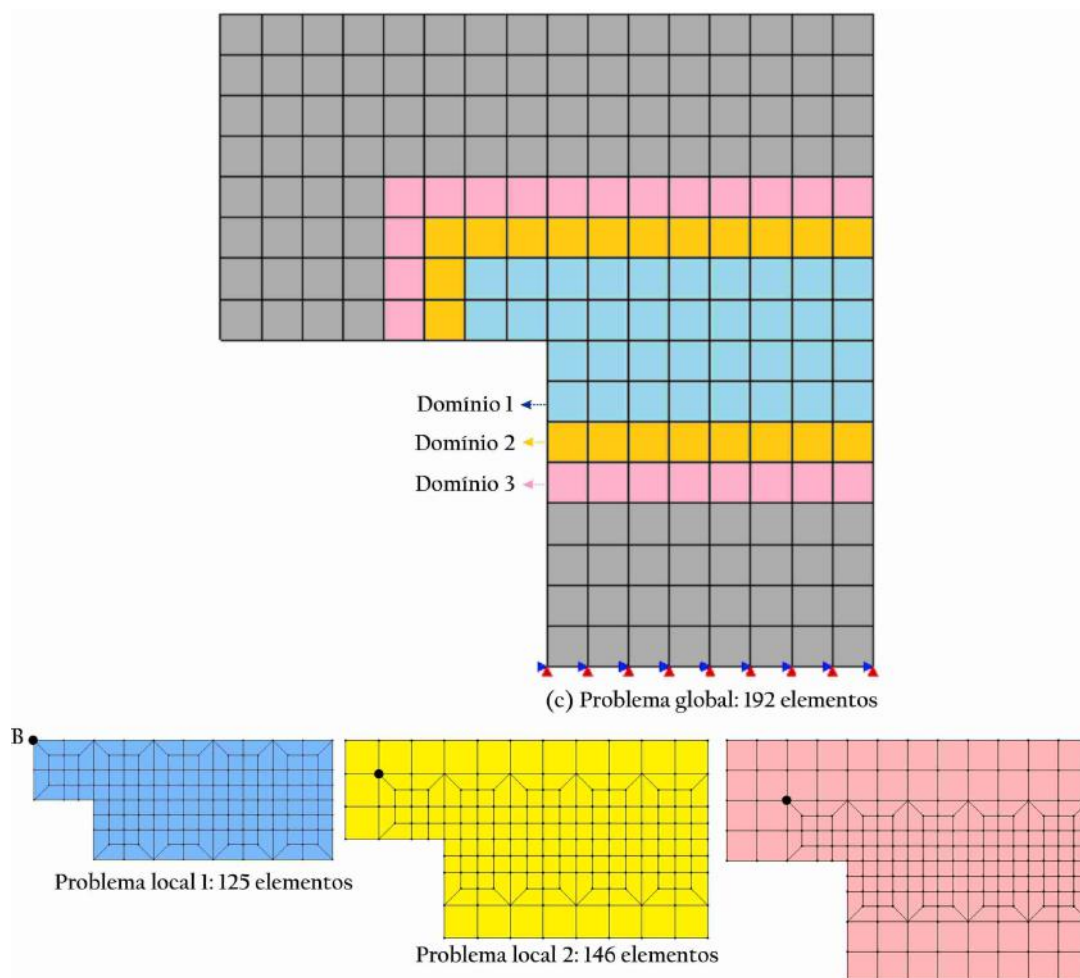 Domínio 1
Domínio 2
Domínio 3
(c) Problema global: 192 elementos
B
Problema local 1: 125 elementos
Problema local 2: 146 elementos